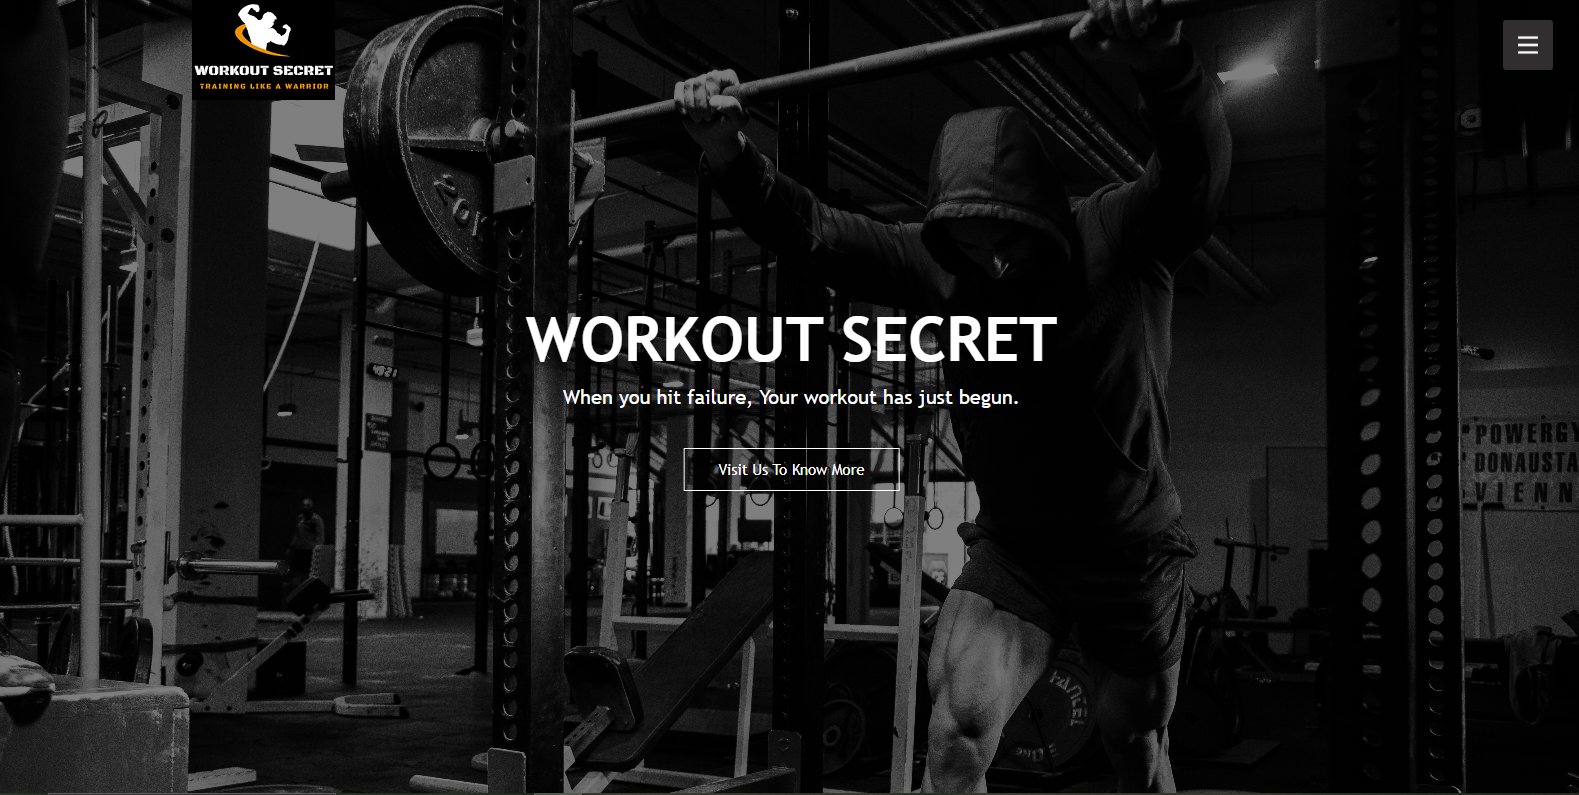 WORKOUT SECRET
TRAINING LIKE A WARRIOR
20 K
WORKOUT SECRET
When you hit failure, Your workout has just begun.
Visit Us To Know More
POWERGY
DONAUSTA
VIENN